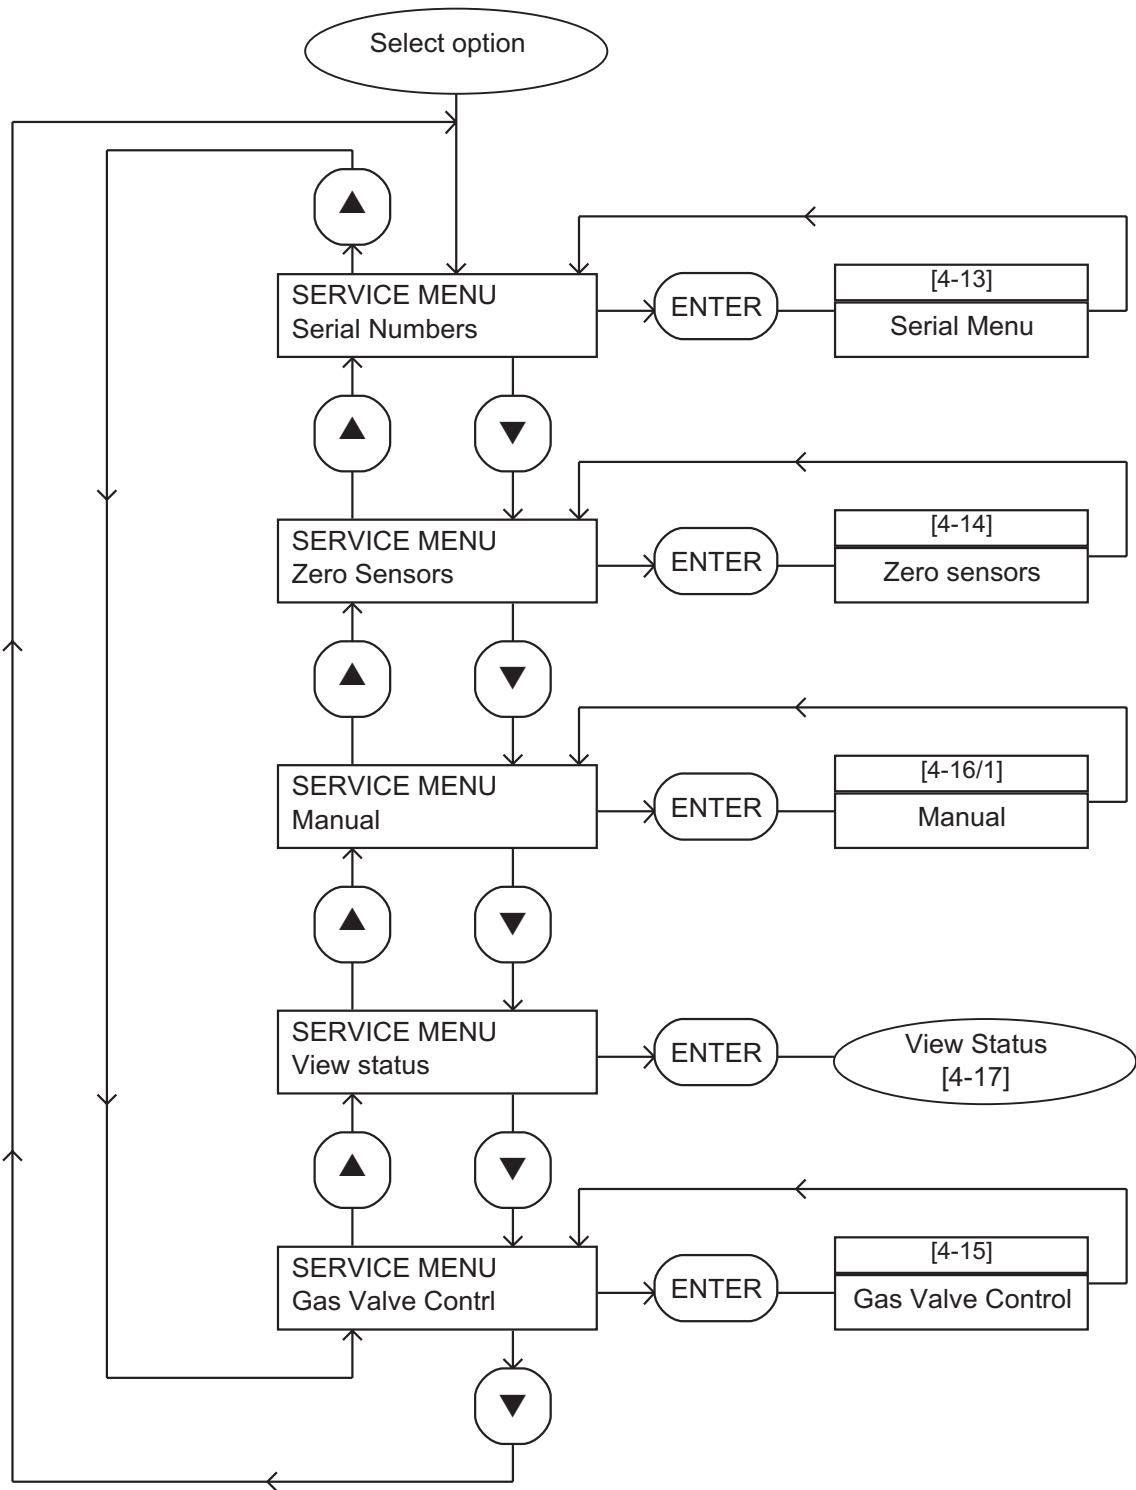 Select option
SERVICE MENU
Serial Numbers
ENTER
[4-13]
Serial Menu
SERVICE MENU
Zero Sensors
ENTER
[4-14]
Zero sensors
SERVICE MENU
Manual
ENTER
[4-16/1]
Manual
SERVICE MENU
View status
ENTER
View Status
[4-17]
SERVICE MENU
Gas Valve Contrl
ENTER
[4-15]
Gas Valve Control